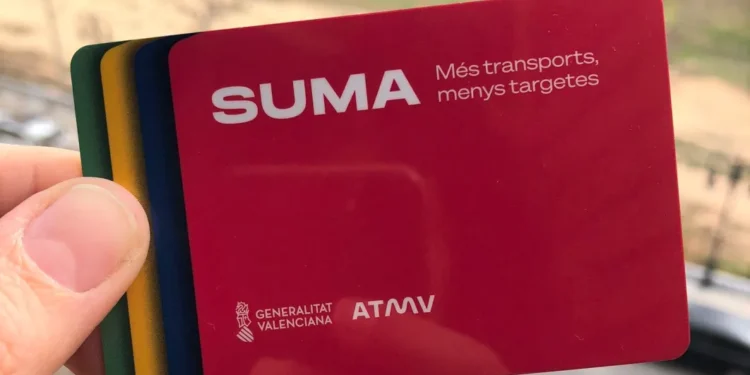 SUMA
Més transports,
menys targetes
GENERALITAT
VALENCIANA
ATMV